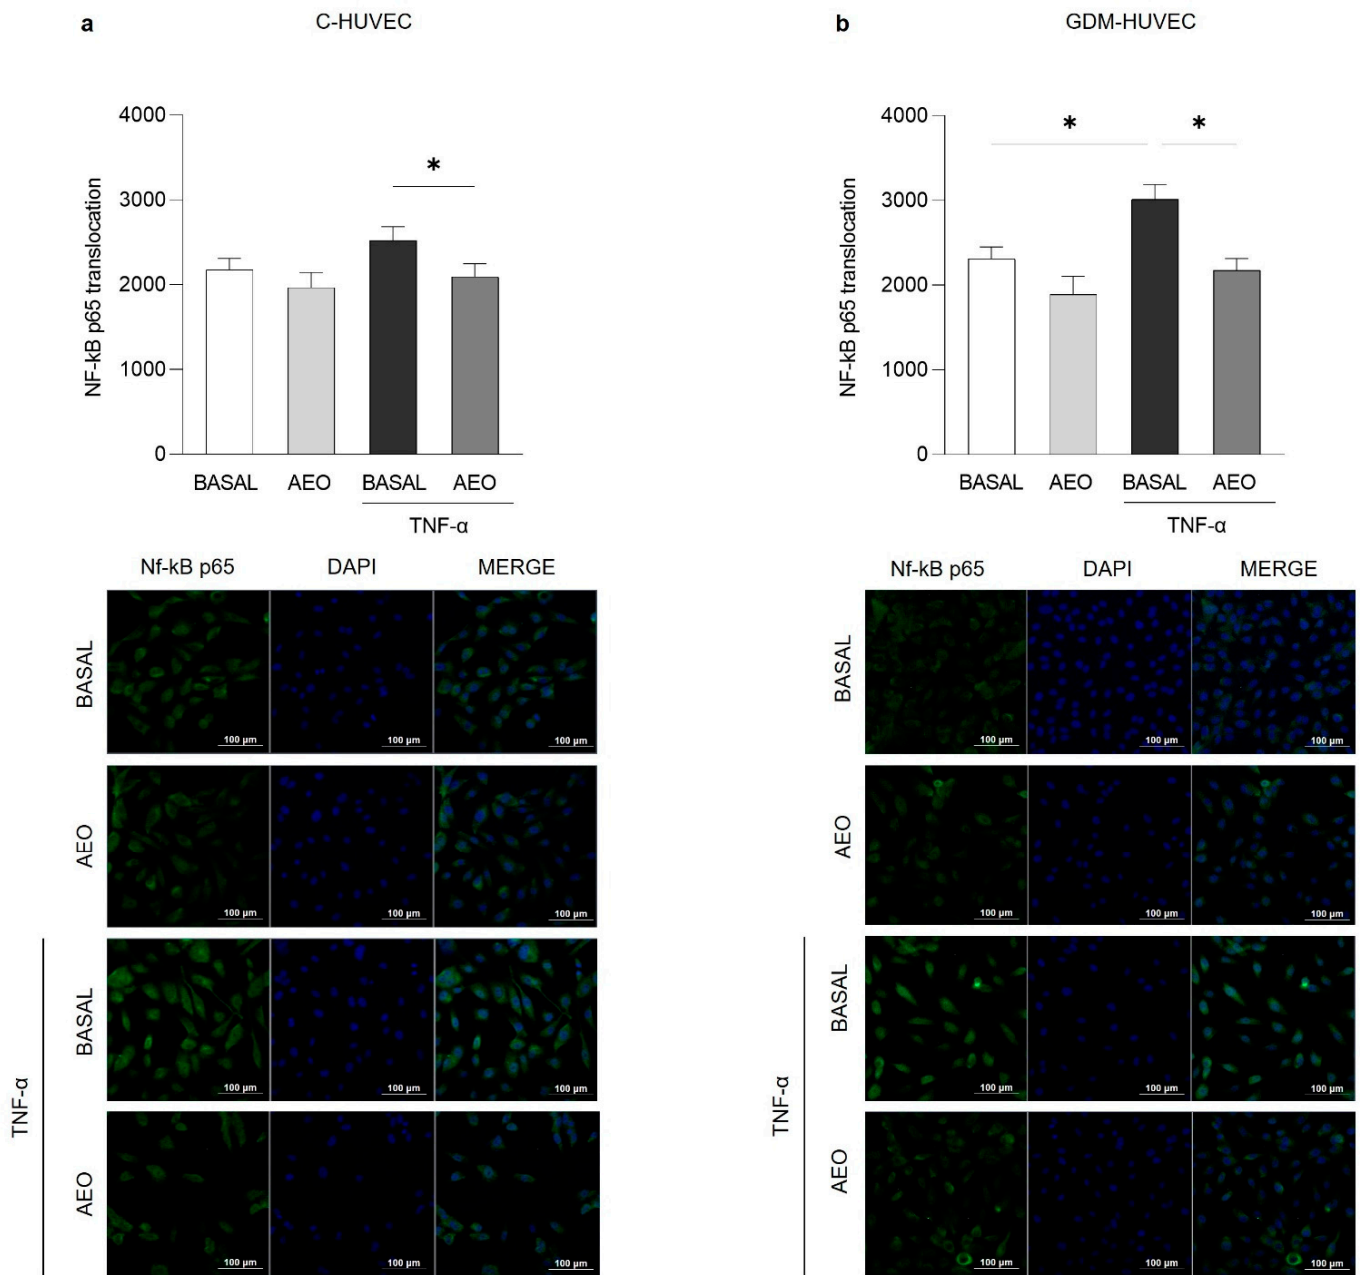 a
C-HUVEC
4000
3000
2000
1000
0
NF-kB p65 translocation
*
BASAL AEO BASAL AEO
TNF-α
Nf-kB p65 DAPI MERGE
BASAL
100 µm 100 µm 100 µm
AEO
100 µm 100 µm 100 µm
TNF-α
BASAL
100 µm 100 µm 100 µm
AEO
100 µm 100 µm 100 µm
b
GDM-HUVEC
4000
3000
2000
1000
0
NF-kB p65 translocation
* *
BASAL AEO BASAL AEO
TNF-α
Nf-kB p65 DAPI MERGE
BASAL
100 µm 100 µm 100 µm
AEO
100 µm 100 µm 100 µm
TNF-α
BASAL
100 µm 100 µm 100 µm
AEO
100 µm 100 µm 100 µm